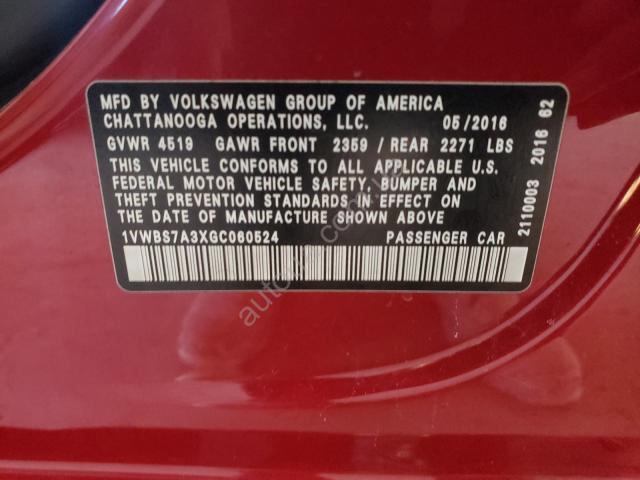 MFD BY VOLKSWAGEN GROUP OF AMERICA
CHATTANOOGA OPERATIONS, LLC. 05/2016
GVWR 4519 GAWR FRONT 2359 / REAR 2271 LBS
THIS VEHICLE CONFORMS TO ALL APPLICABLE U.S.
FEDERAL MOTOR VEHICLE SAFETY, BUMPER AND
THEFT PREVENTION STANDARDS IN EFFECT ON
THE DATE OF MANUFACTURE SHOWN ABOVE
1VWBS7A3XGC060524 PASSENGER CAR
2110003 2016 62